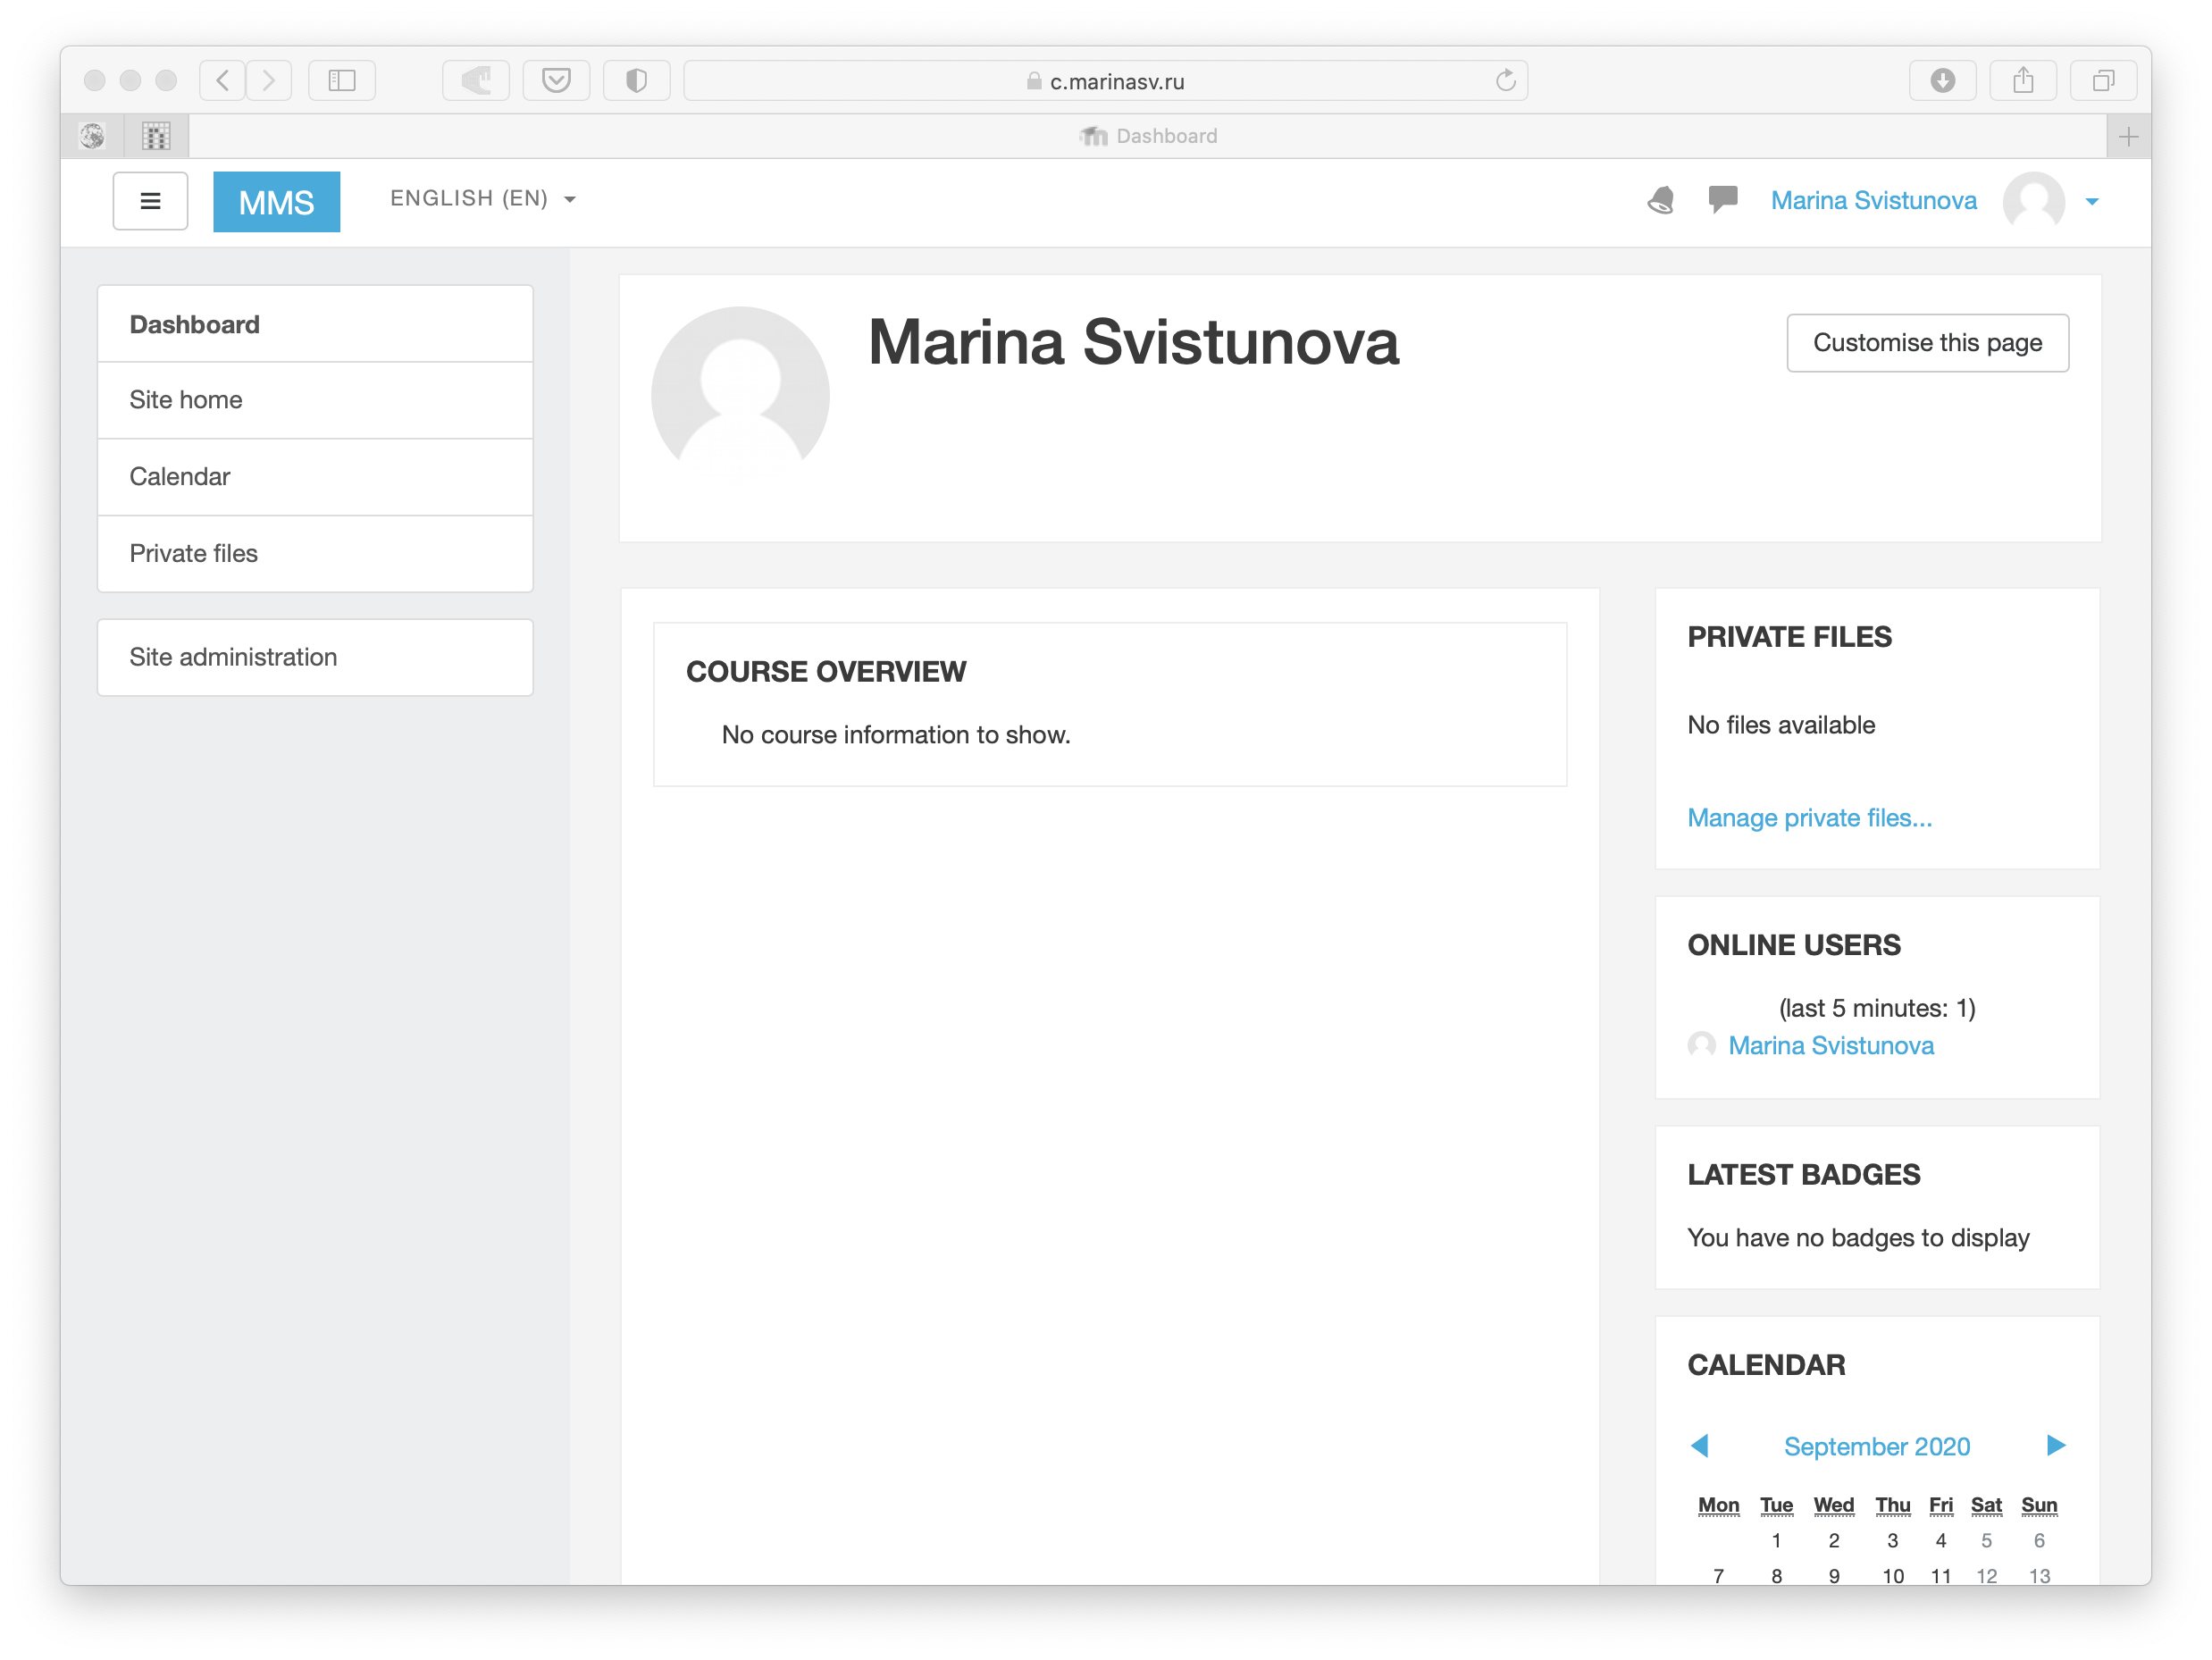 c.marinasv.ru
Dashboard
MMS
ENGLISH (EN)
Marina Svistunova
Dashboard
Site home
Calendar
Private files
Site administration
Marina Svistunova
Customise this page
COURSE OVERVIEW
No course information to show.
PRIVATE FILES
No files available
Manage private files...
ONLINE USERS
(last 5 minutes: 1)
Marina Svistunova
LATEST BADGES
You have no badges to display
CALENDAR
September 2020
Mon Tue Wed Thu Fri Sat Sun
1 2 3 4 5 6
7 8 9 10 11 12 13